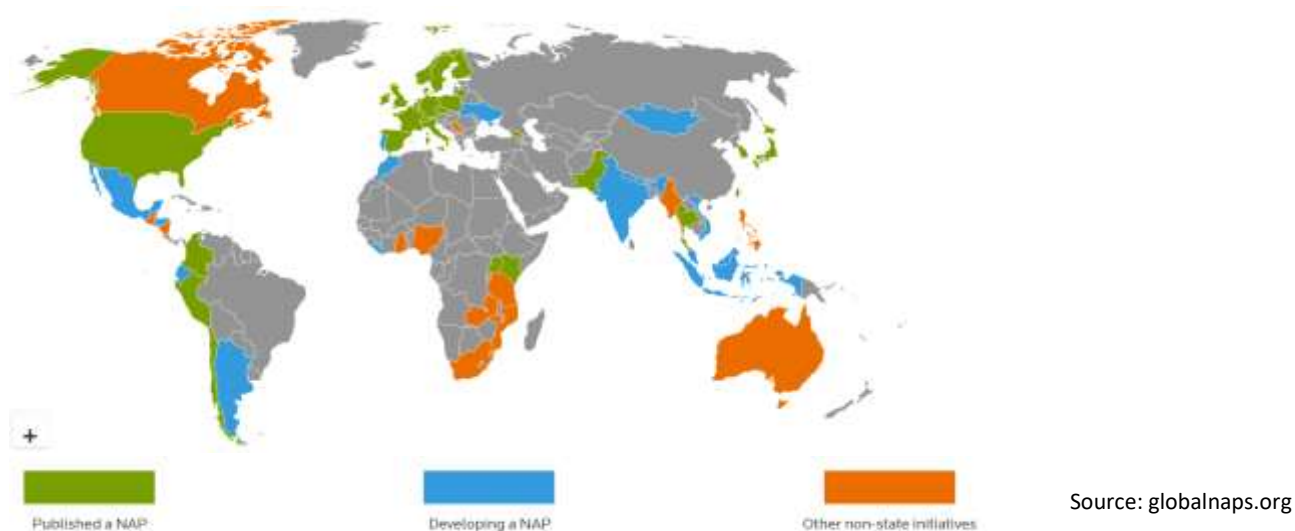 +
Published a NAP
Developing a NAP
Other non-state initiatives
Source: globalnaps.org